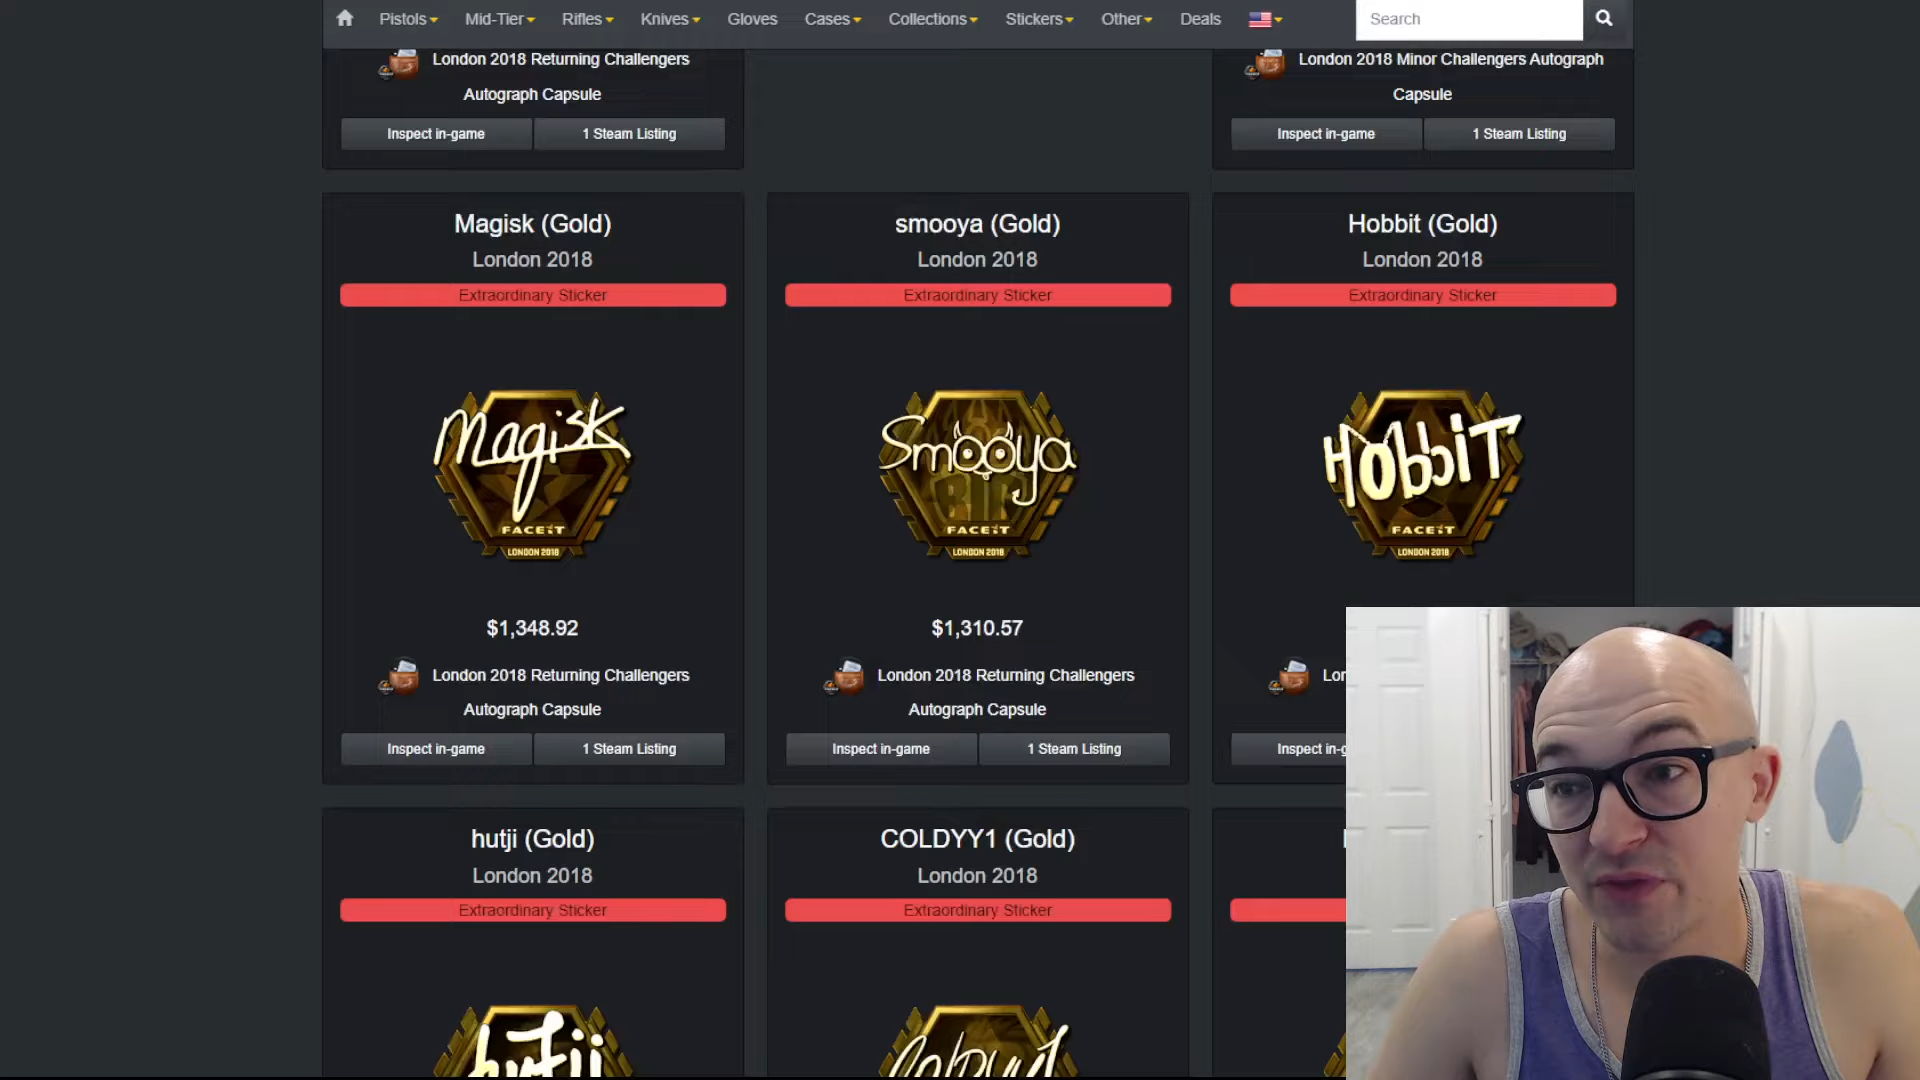 Pistols Mid-Tier Rifles Knives Gloves Cases Collections Stickers Other Deals Search
London 2018 Returning Challengers
Autograph Capsule
Inspect in-game 1 Steam Listing
London 2018 Minor Challengers Autograph
Capsule
Inspect in-game 1 Steam Listing
Magisk (Gold)
London 2018
Extraordinary Sticker
Magisk
FACEIT
LONDON 2018
$1,348.92
London 2018 Returning Challengers
Autograph Capsule
Inspect in-game 1 Steam Listing
smooya (Gold)
London 2018
Extraordinary Sticker
Smooya
BIP
FACEIT
LONDON 2018
$1,310.57
London 2018 Returning Challengers
Autograph Capsule
Inspect in-game 1 Steam Listing
Hobbit (Gold)
London 2018
Extraordinary Sticker
HObbiT
FACEIT
LONDON 2018
Lor
Inspect in-g
hutji (Gold)
London 2018
Extraordinary Sticker
hutji
COLDYY1 (Gold)
London 2018
Extraordinary Sticker